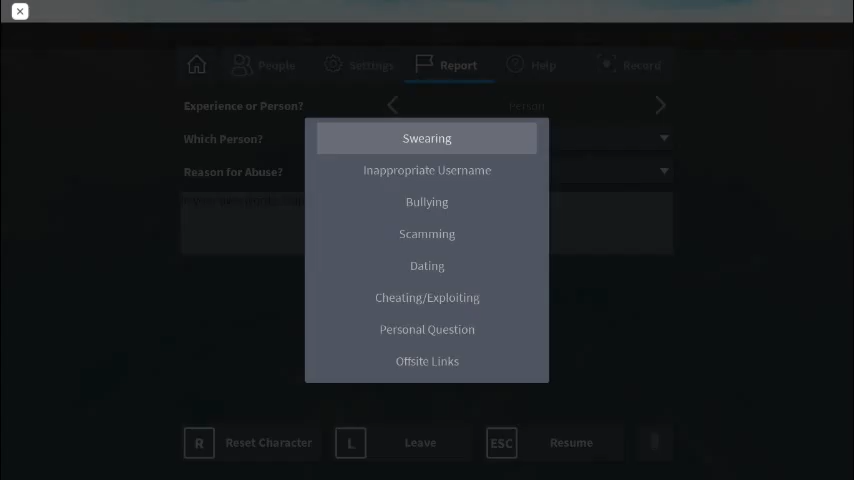 People Settings Report Help Record
Experience or Person? Person
Which Person?
Reason for Abuse?
Swearing
Inappropriate Username
Bullying
Scamming
Dating
Cheating/Exploiting
Personal Question
Offsite Links
R Reset Character L Leave ESC Resume